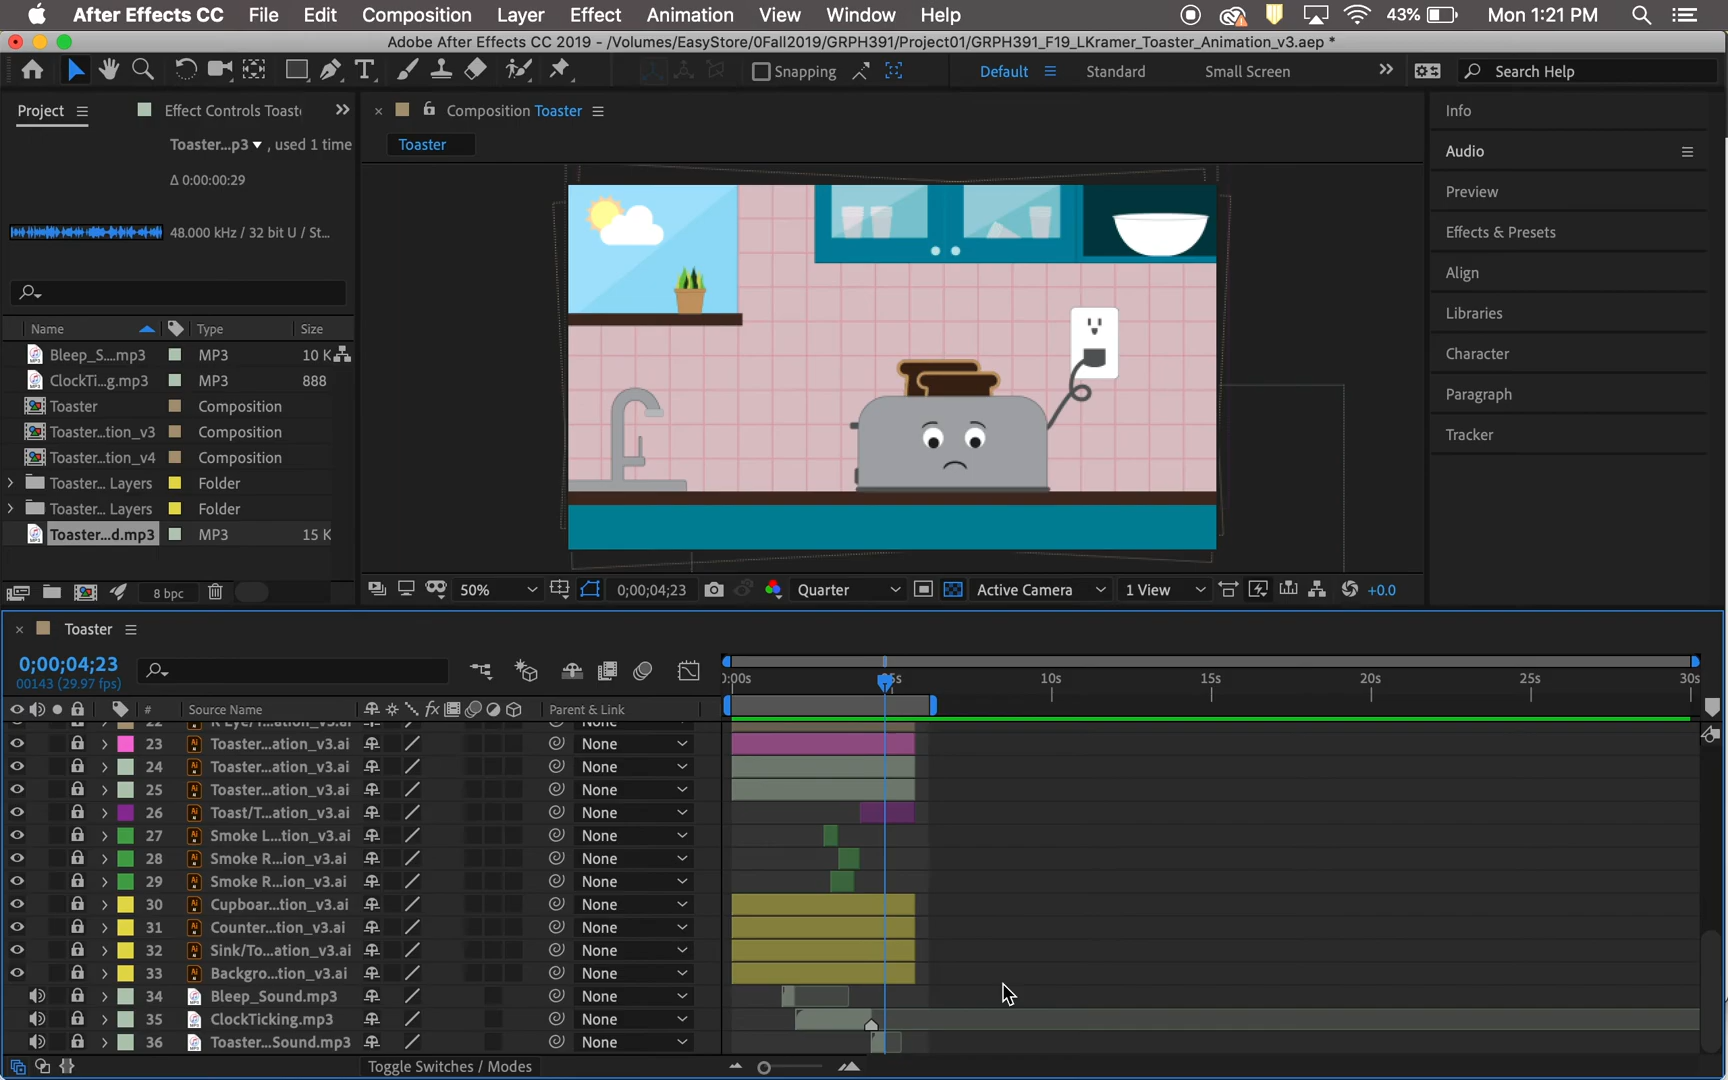 After Effects CC File Edit Composition Layer Effect Animation View Window Help 43% Mon 1:21 PM
Adobe After Effects CC 2019 - /Volumes/EasyStore/0Fall2019/GRPH391/Project01/GRPH391_F19_LKramer_Toaster_Animation_v3.aep *
Snapping Default Standard Small Screen Search Help
Project Effect Controls Toast Composition Toaster Info
Toaster...p3 , used 1 time Toaster
Audio
Δ 0:00:00:29
Preview
48.000 kHz / 32 bit U / St...
Effects & Presets
Align
Libraries
Name Type Size
Character
Bleep_S....mp3 MP3 10 K
ClockTi...g.mp3 MP3 888
Paragraph
Toaster Composition
Toaster...tion_v3 Composition
Tracker
Toaster...tion_v4 Composition
Toaster... Layers Folder
Toaster... Layers Folder
Toaster...d.mp3 MP3 15 K
8 bpc 50% 0;00;04;23 Quarter Active Camera 1 View +0.0
Toaster
0;00;04;23
00143 (29.97 fps)
10s 15s 20s 25s 30s
# Source Name fx Parent & Link
23 Toaster...ation_v3.ai None
24 Toaster...ation_v3.ai None
25 Toaster...ation_v3.ai None
26 Toast/T...ation_v3.ai None
27 Smoke L...tion_v3.ai None
28 Smoke R...ion_v3.ai None
29 Smoke R...ion_v3.ai None
30 Cupboar...tion_v3.ai None
31 Counter...tion_v3.ai None
32 Sink/To...ation_v3.ai None
33 Backgro...tion_v3.ai None
34 Bleep_Sound.mp3 None
35 ClockTicking.mp3 None
36 Toaster...Sound.mp3 None
Toggle Switches / Modes